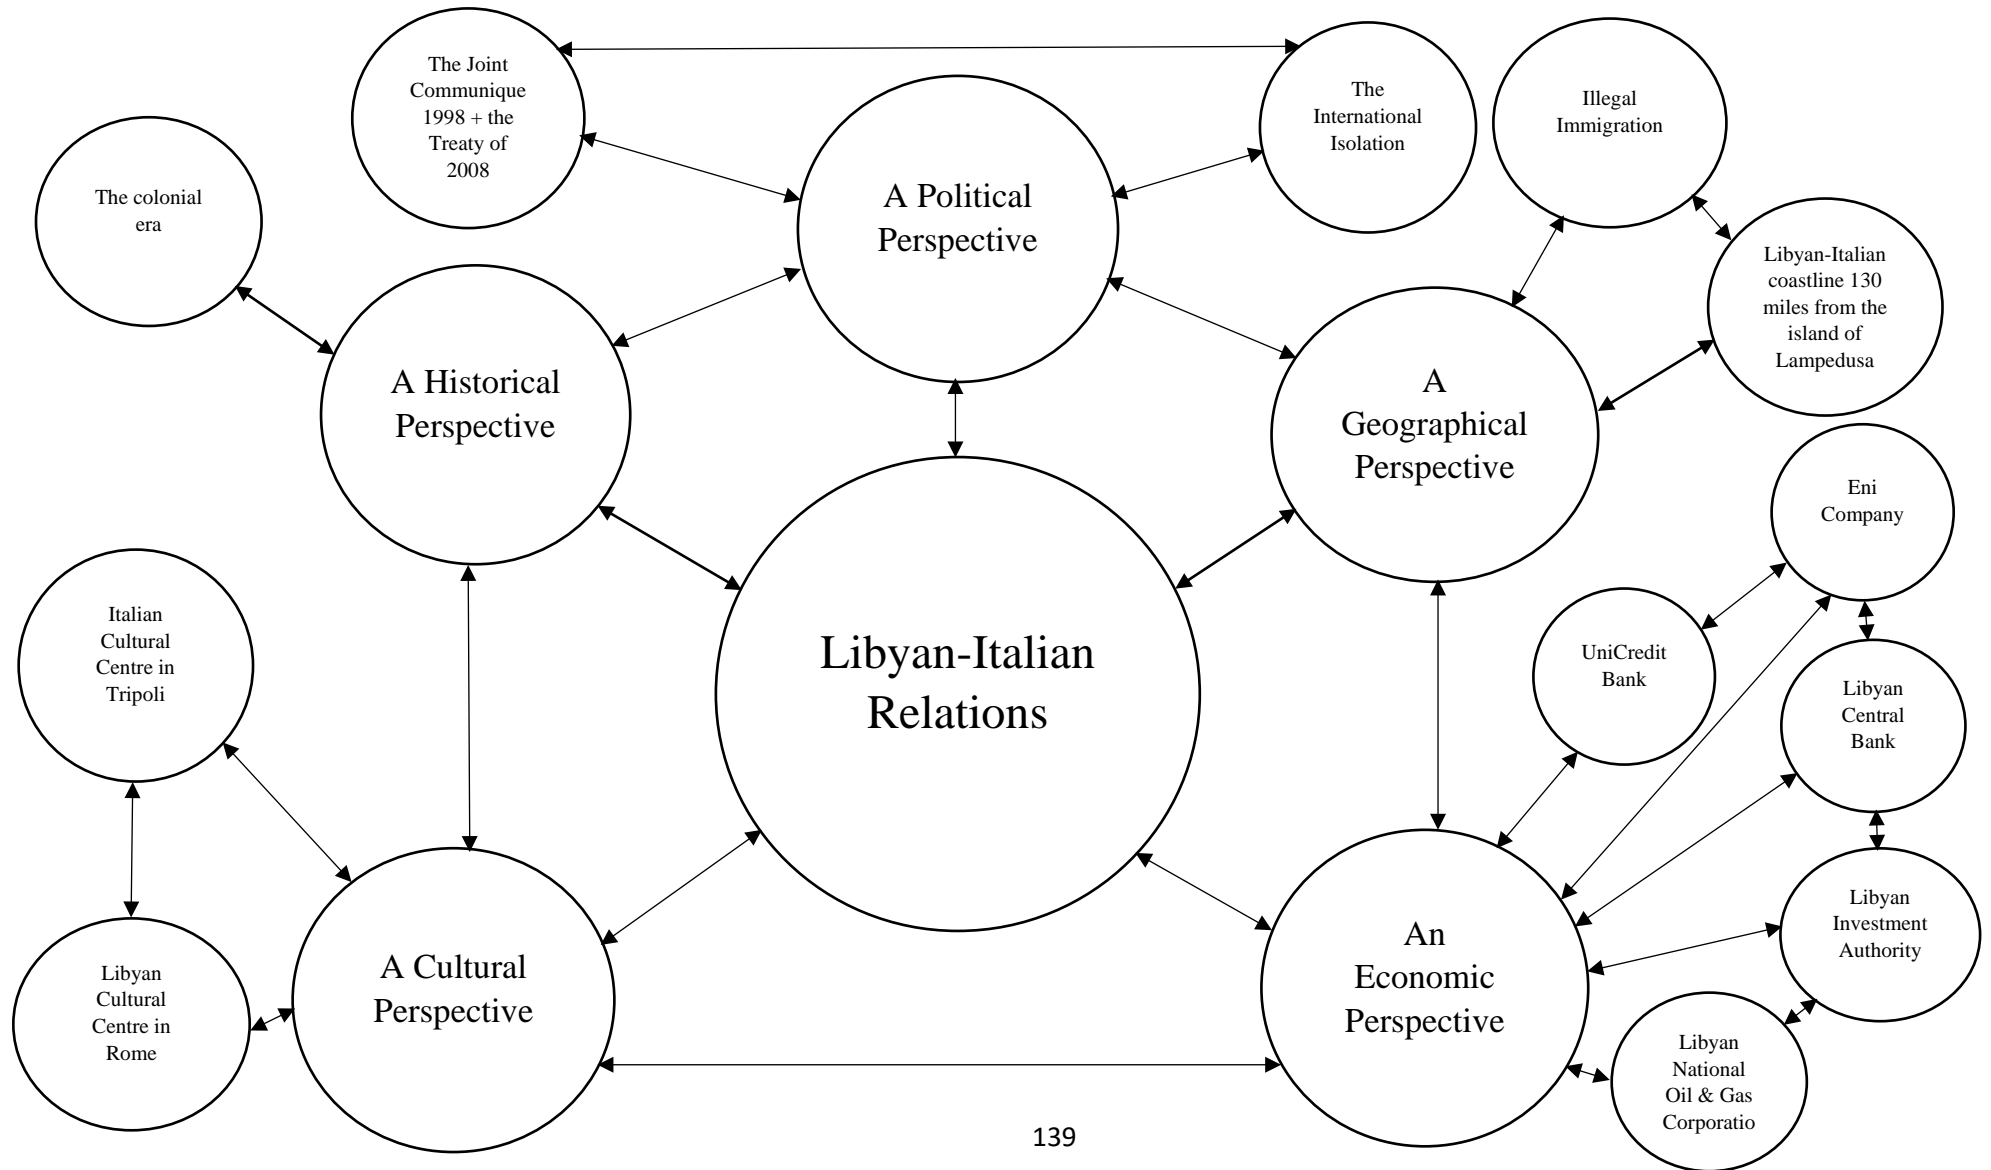 The Joint
Communique
1998 + the
Treaty of
2008
The
International
Isolation
Illegal
Immigration
The colonial
era
A Political
Perspective
Libyan-Italian
coastline 130
miles from the
island of
Lampedusa
A Historical
Perspective
A
Geographical
Perspective
Eni
Company
Italian
Cultural
Centre in
Tripoli
Libyan-Italian
Relations
UniCredit
Bank
Libyan
Central
Bank
Libyan
Investment
Authority
Libyan
Cultural
Centre in
Rome
A Cultural
Perspective
An
Economic
Perspective
Libyan
National
Oil & Gas
Corporatio
139